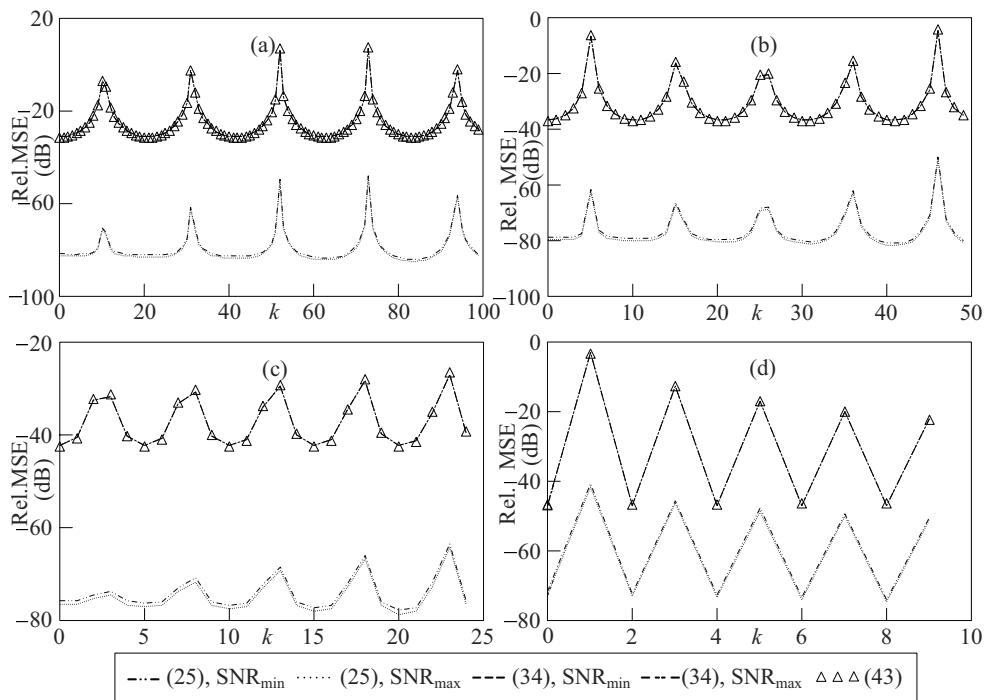 20
(a)
−20
−60
−100
Rel.MSE
(dB)
0 20 40 60 80 100
k
0
(b)
−20
−40
−60
−80
−100
Rel. MSE
(dB)
0 10 20 30 40 50
k
−20
(c)
−40
−60
−80
Rel.MSE
(dB)
0 5 10 15 20 25
k
0
(d)
−20
−40
−60
−80
Rel. MSE
(dB)
0 2 4 6 8 10
k
(25), SNRmin (25), SNRmax (34), SNRmin (34), SNRmax (43)